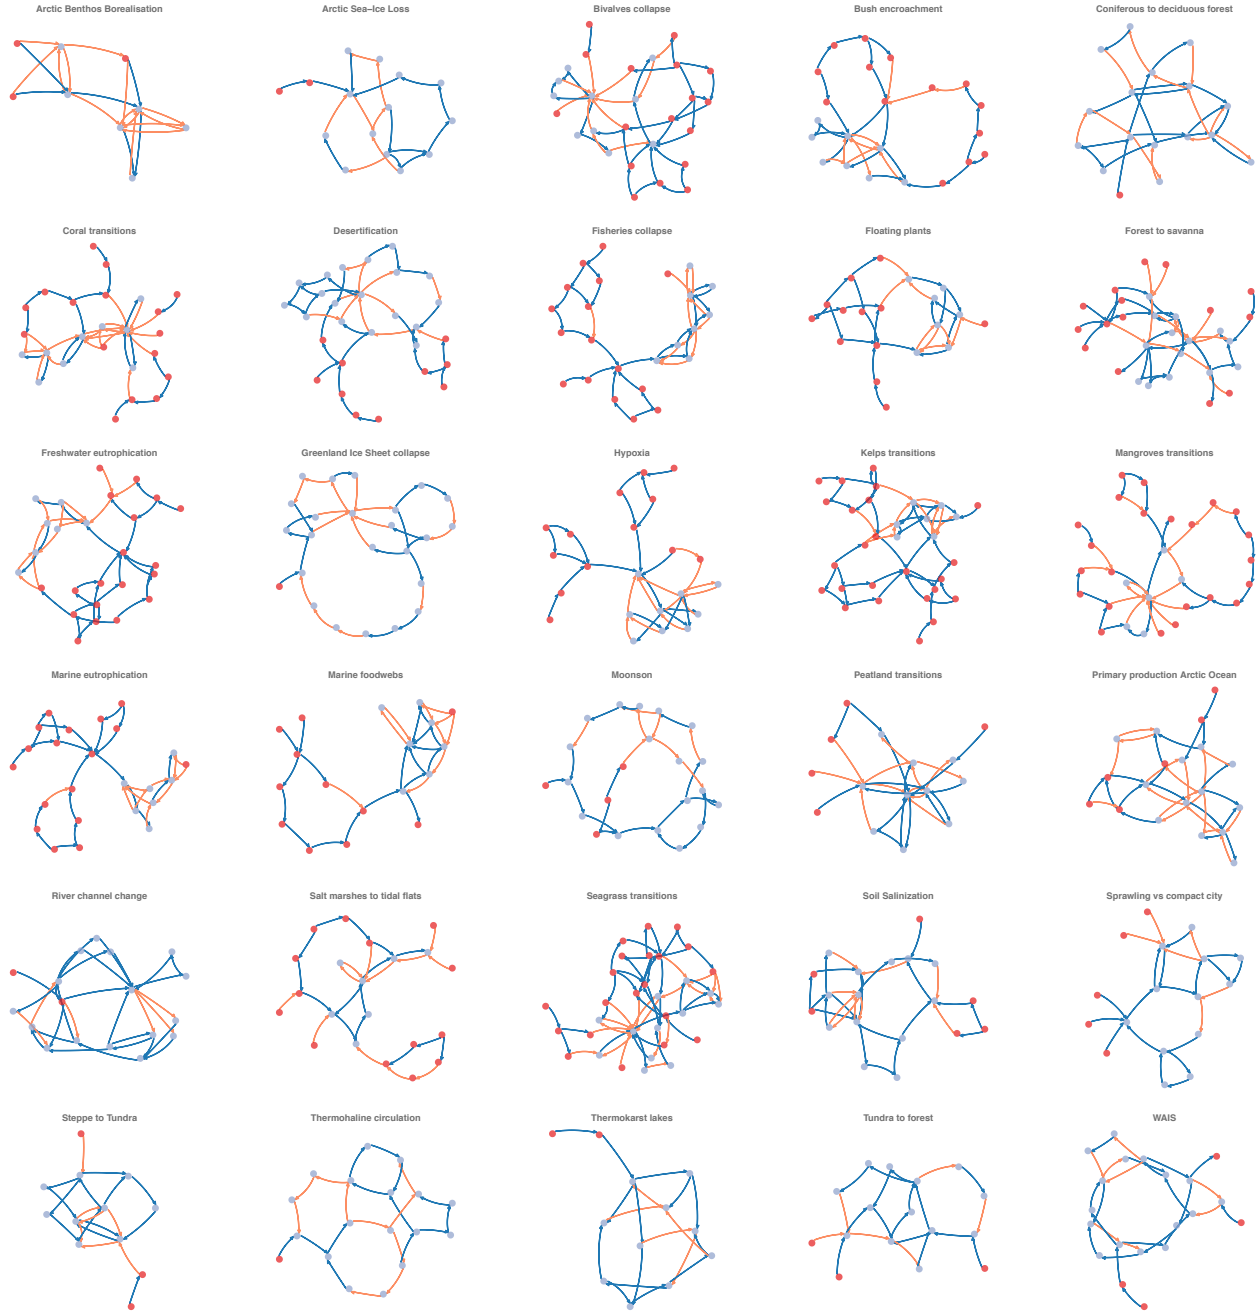 Arctic Benthos Borealisation
Arctic Sea−Ice Loss
Bivalves collapse
Bush encroachment
Coniferous to deciduous forest
Coral transitions
Desertification
Fisheries collapse
Floating plants
Forest to savanna
Freshwater eutrophication
Greenland Ice Sheet collapse
Hypoxia
Kelps transitions
Mangroves transitions
Marine eutrophication
Marine foodwebs
Moonson
Peatland transitions
Primary production Arctic Ocean
River channel change
Salt marshes to tidal flats
Seagrass transitions
Soil Salinization
Sprawling vs compact city
Steppe to Tundra
Thermohaline circulation
Thermokarst lakes
Tundra to forest
WAIS